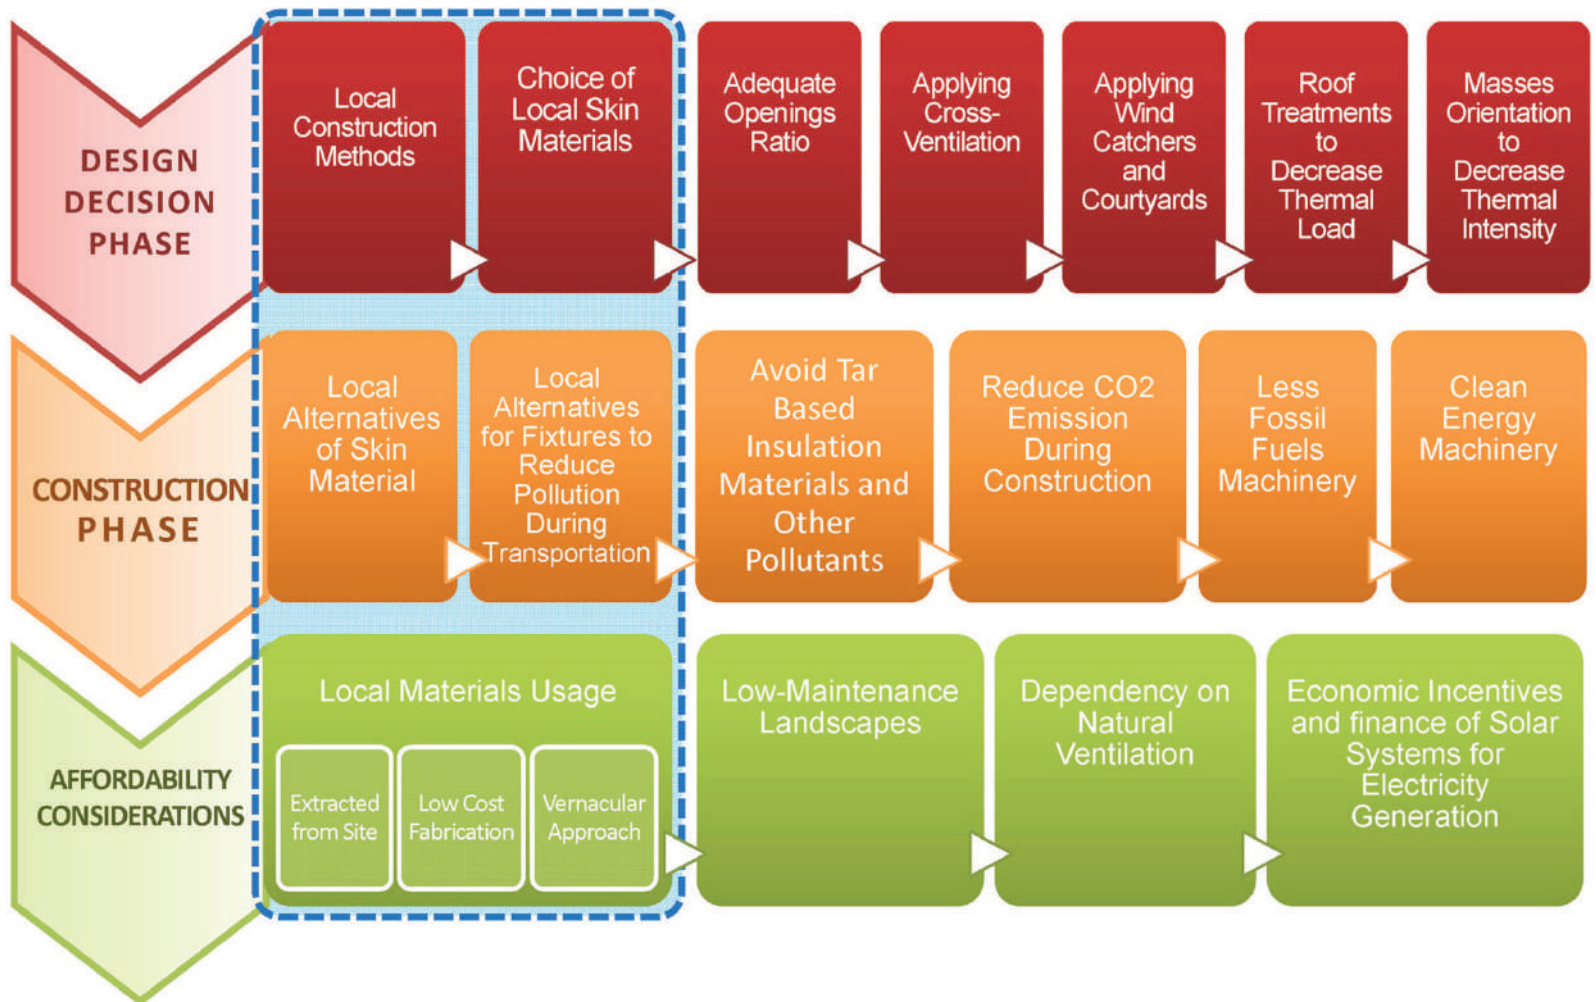 DESIGN
DECISION
PHASE
Local
Construction
Methods
Choice of
Local Skin
Materials
Adequate
Openings
Ratio
Applying
Cross-
Ventilation
Applying
Wind
Catchers
and
Courtyards
Roof
Treatments
to
Decrease
Thermal
Load
Masses
Orientation
to
Decrease
Thermal
Intensity
CONSTRUCTION
PHASE
Local
Alternatives
of Skin
Material
Local
Alternatives
for Fixtures to
Reduce
Pollution
During
Transportation
Avoid Tar
Based
Insulation
Materials and
Other
Pollutants
Reduce CO2
Emission
During
Construction
Less
Fossil
Fuels
Machinery
Clean
Energy
Machinery
AFFORDABILITY
CONSIDERATIONS
Local Materials Usage
Extracted
from Site
Low Cost
Fabrication
Vernacular
Approach
Low-Maintenance
Landscapes
Dependency on
Natural
Ventilation
Economic Incentives
and finance of Solar
Systems for
Electricity
Generation